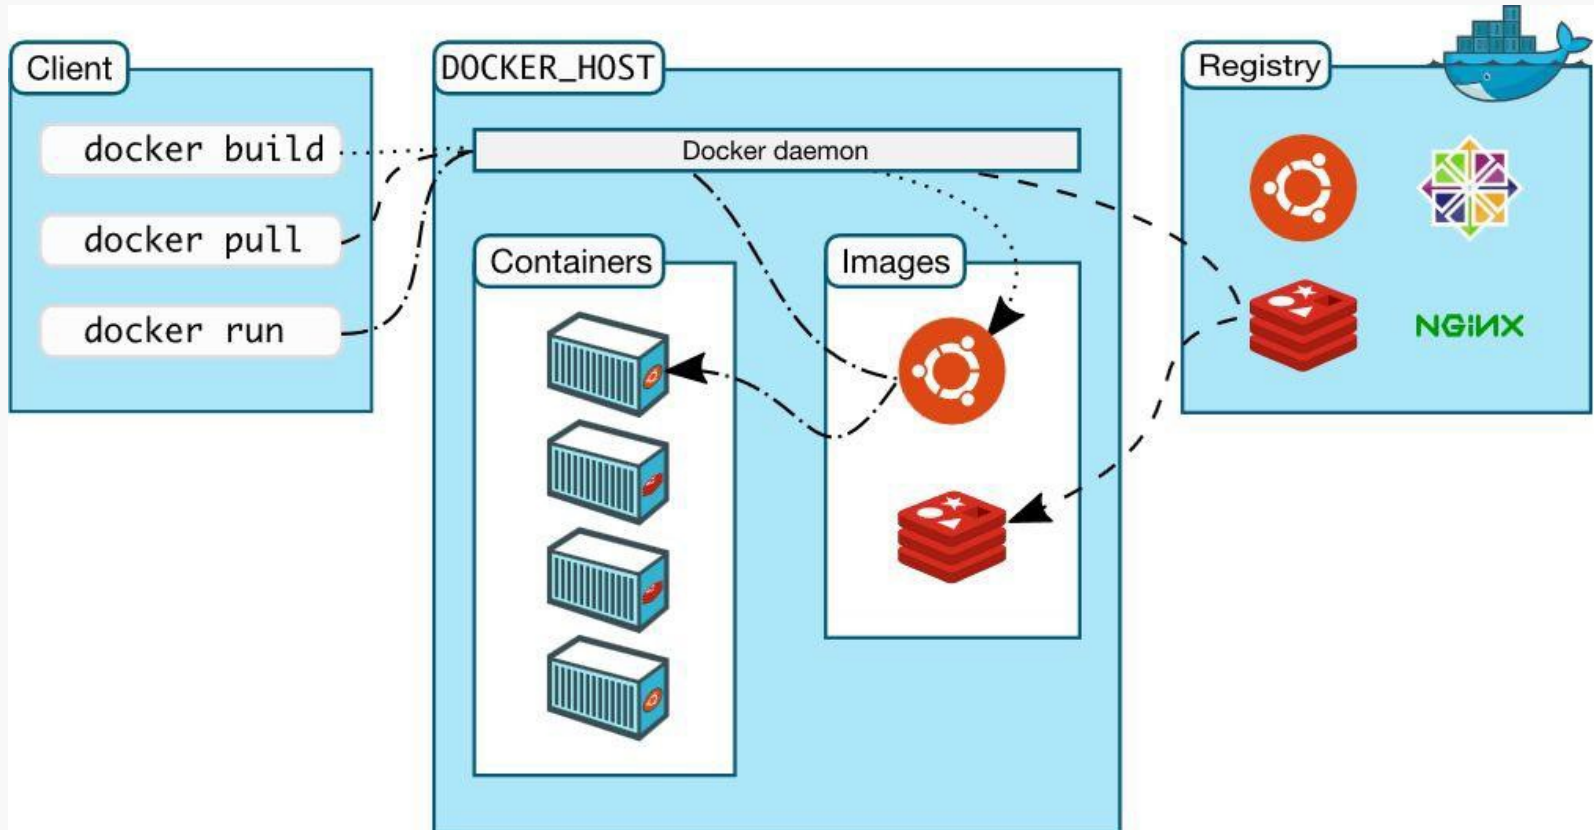 Client
docker build
docker pull
docker run
DOCKER_HOST
Docker daemon
Containers
Images
Registry
NGiNX